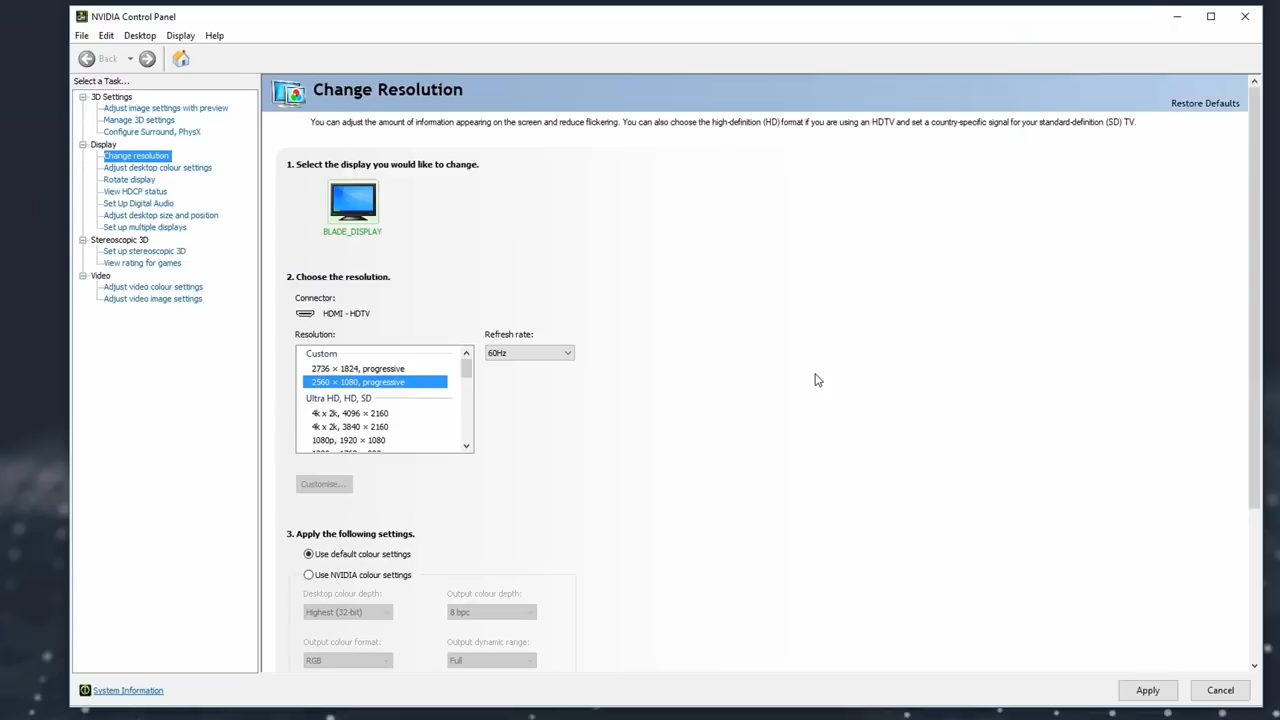 NVIDIA Control Panel
File Edit Desktop Display Help
Back
Select a Task...
3D Settings
Adjust image settings with preview
Manage 3D settings
Configure Surround, PhysX
Display
Change resolution
Adjust desktop colour settings
Rotate display
View HDCP status
Set Up Digital Audio
Adjust desktop size and position
Set up multiple displays
Stereoscopic 3D
Set up stereoscopic 3D
View rating for games
Video
Adjust video colour settings
Adjust video image settings
System Information
Change Resolution
Restore Defaults
You can adjust the amount of information appearing on the screen and reduce flickering. You can also choose the high-definition (HD) format if you are using an HDTV and set a country-specific signal for your standard-definition (SD) TV.
1. Select the display you would like to change.
BLADE_DISPLAY
2. Choose the resolution.
Connector:
HDMI - HDTV
Resolution:
Refresh rate:
60Hz
Custom
2736 × 1824, progressive
2560 × 1080, progressive
Ultra HD, HD, SD
4k x 2k, 4096 × 2160
4k x 2k, 3840 × 2160
1080p, 1920 × 1080
Customise...
3. Apply the following settings.
Use default colour settings
Use NVIDIA colour settings
Desktop colour depth:
Output colour depth:
Highest (32-bit)
8 bpc
Output colour format:
Output dynamic range:
RGB
Full
Apply
Cancel